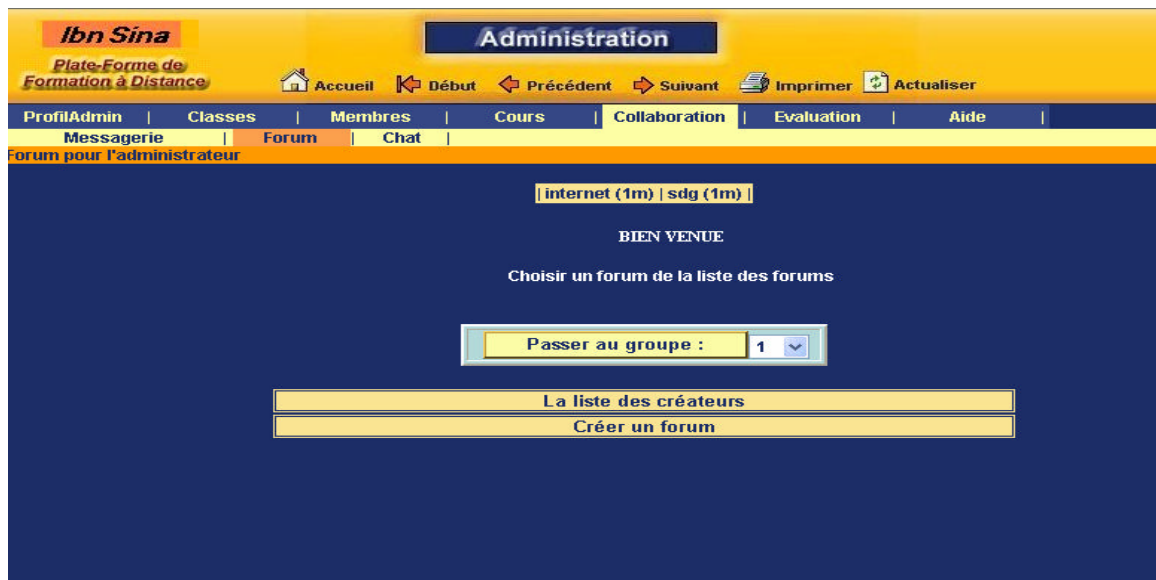 Ibn Sina
Administration
Plate-Forme de
Formation à Distance
Accueil Début Précédent Suivant Imprimer Actualiser
ProfilAdmin | Classes | Membres | Cours | Collaboration | Evaluation | Aide |
Messagerie | Forum | Chat |
Forum pour l'administrateur
| internet (1m) | sdg (1m) |
BIEN VENUE
Choisir un forum de la liste des forums
Passer au groupe : 1
La liste des créateurs
Créer un forum